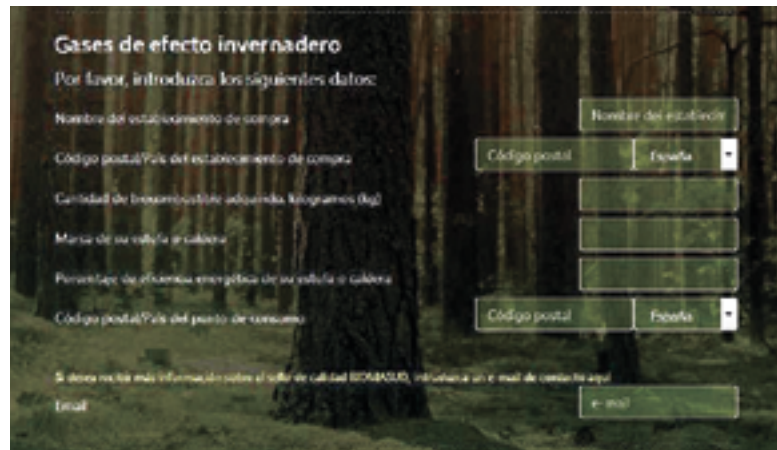 Gases de efecto invernadero
Por favor, introduzca los siguientes datos:
Nombre del establecimiento de compra Nombre del establecir
Código postal/País del establecimiento de compra Código postal España
Cantidad de biocombustible adquirido, kilogramos (kg)
Marca de su estufa o caldera
Porcentaje de eficiencia energética de su estufa o caldera
Código postal/País del punto de consumo Código postal España
Si desea recibir más información sobre el sello de calidad BIOMASUD, introduzca un e-mail de contacto aquí
Email e-mail